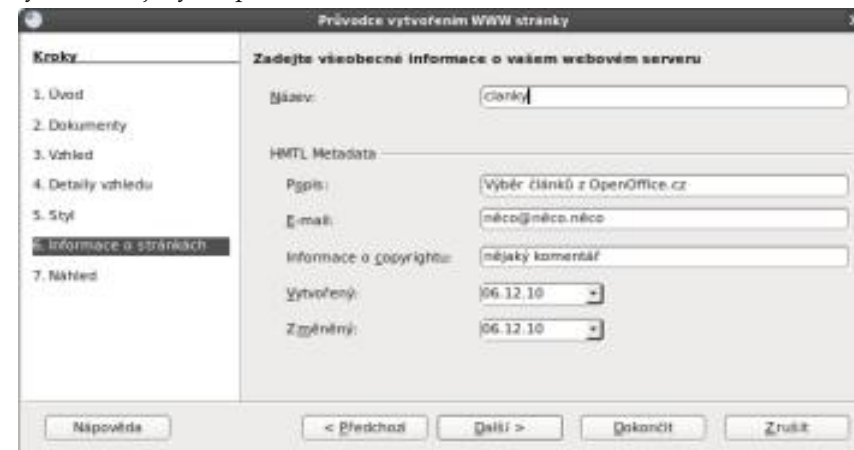 Průvodce vytvořením WWW stránky
Kroky
1. Úvod
2. Dokumenty
3. Vzhled
4. Detaily vzhledu
5. Styl
6. Informace o stránkách
7. Náhled
Zadejte všeobecné informace o vašem webovém serveru
Název: clanky
HMTL Metadata
Popis: Výběr článků z OpenOffice.cz
E-mail: něco@něco.něco
Informace o copyrightu: nějaký komentář
Vytvořený: 06.12.10
Změněný: 06.12.10
Nápověda < Předchozí Další > Dokončit Zrušit